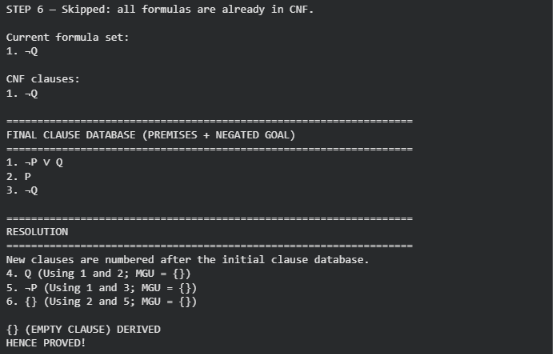 STEP 6 — Skipped: all formulas are already in CNF.
Current formula set:
1. ¬Q
CNF clauses:
1. ¬Q
==================================================================
FINAL CLAUSE DATABASE (PREMISES + NEGATED GOAL)
==================================================================
1. ¬P ∨ Q
2. P
3. ¬Q
==================================================================
RESOLUTION
==================================================================
New clauses are numbered after the initial clause database.
4. Q (Using 1 and 2; MGU = {})
5. ¬P (Using 1 and 3; MGU = {})
6. {} (Using 2 and 5; MGU = {})
{} (EMPTY CLAUSE) DERIVED
HENCE PROVED!